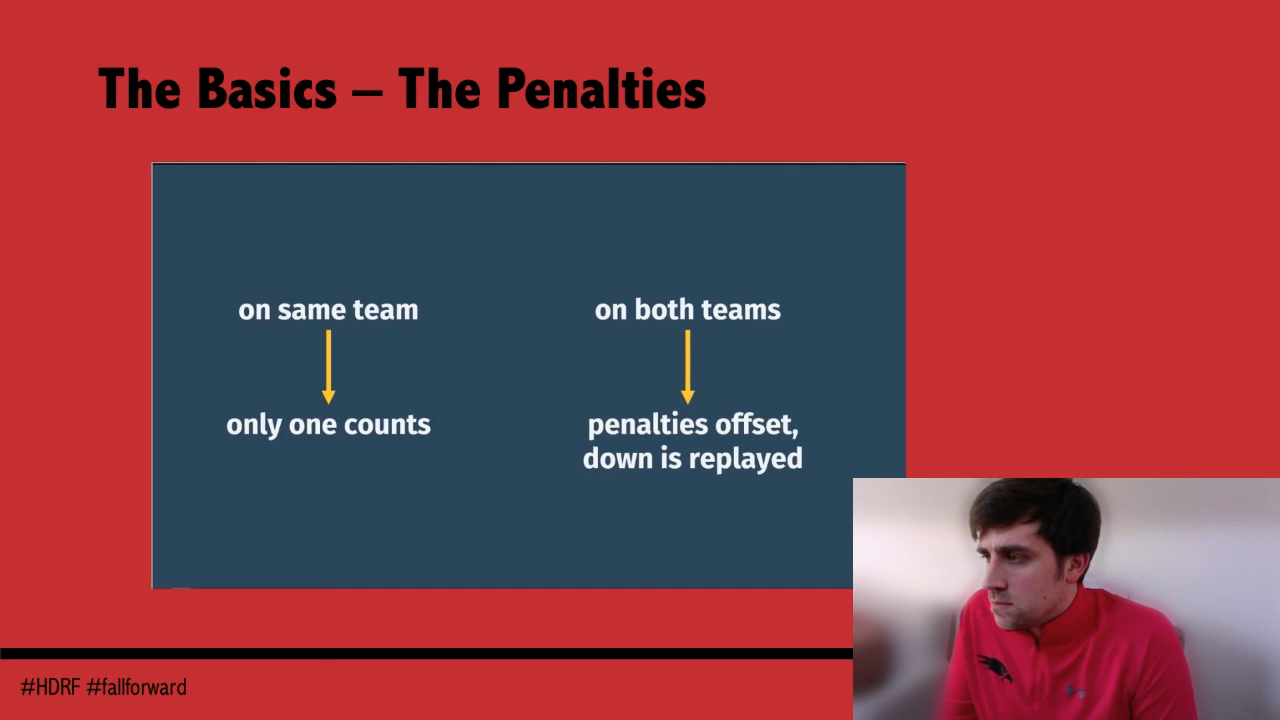 The Basics – The Penalties
on same team
only one counts
on both teams
penalties offset,
down is replayed
#HDRF #fallforward